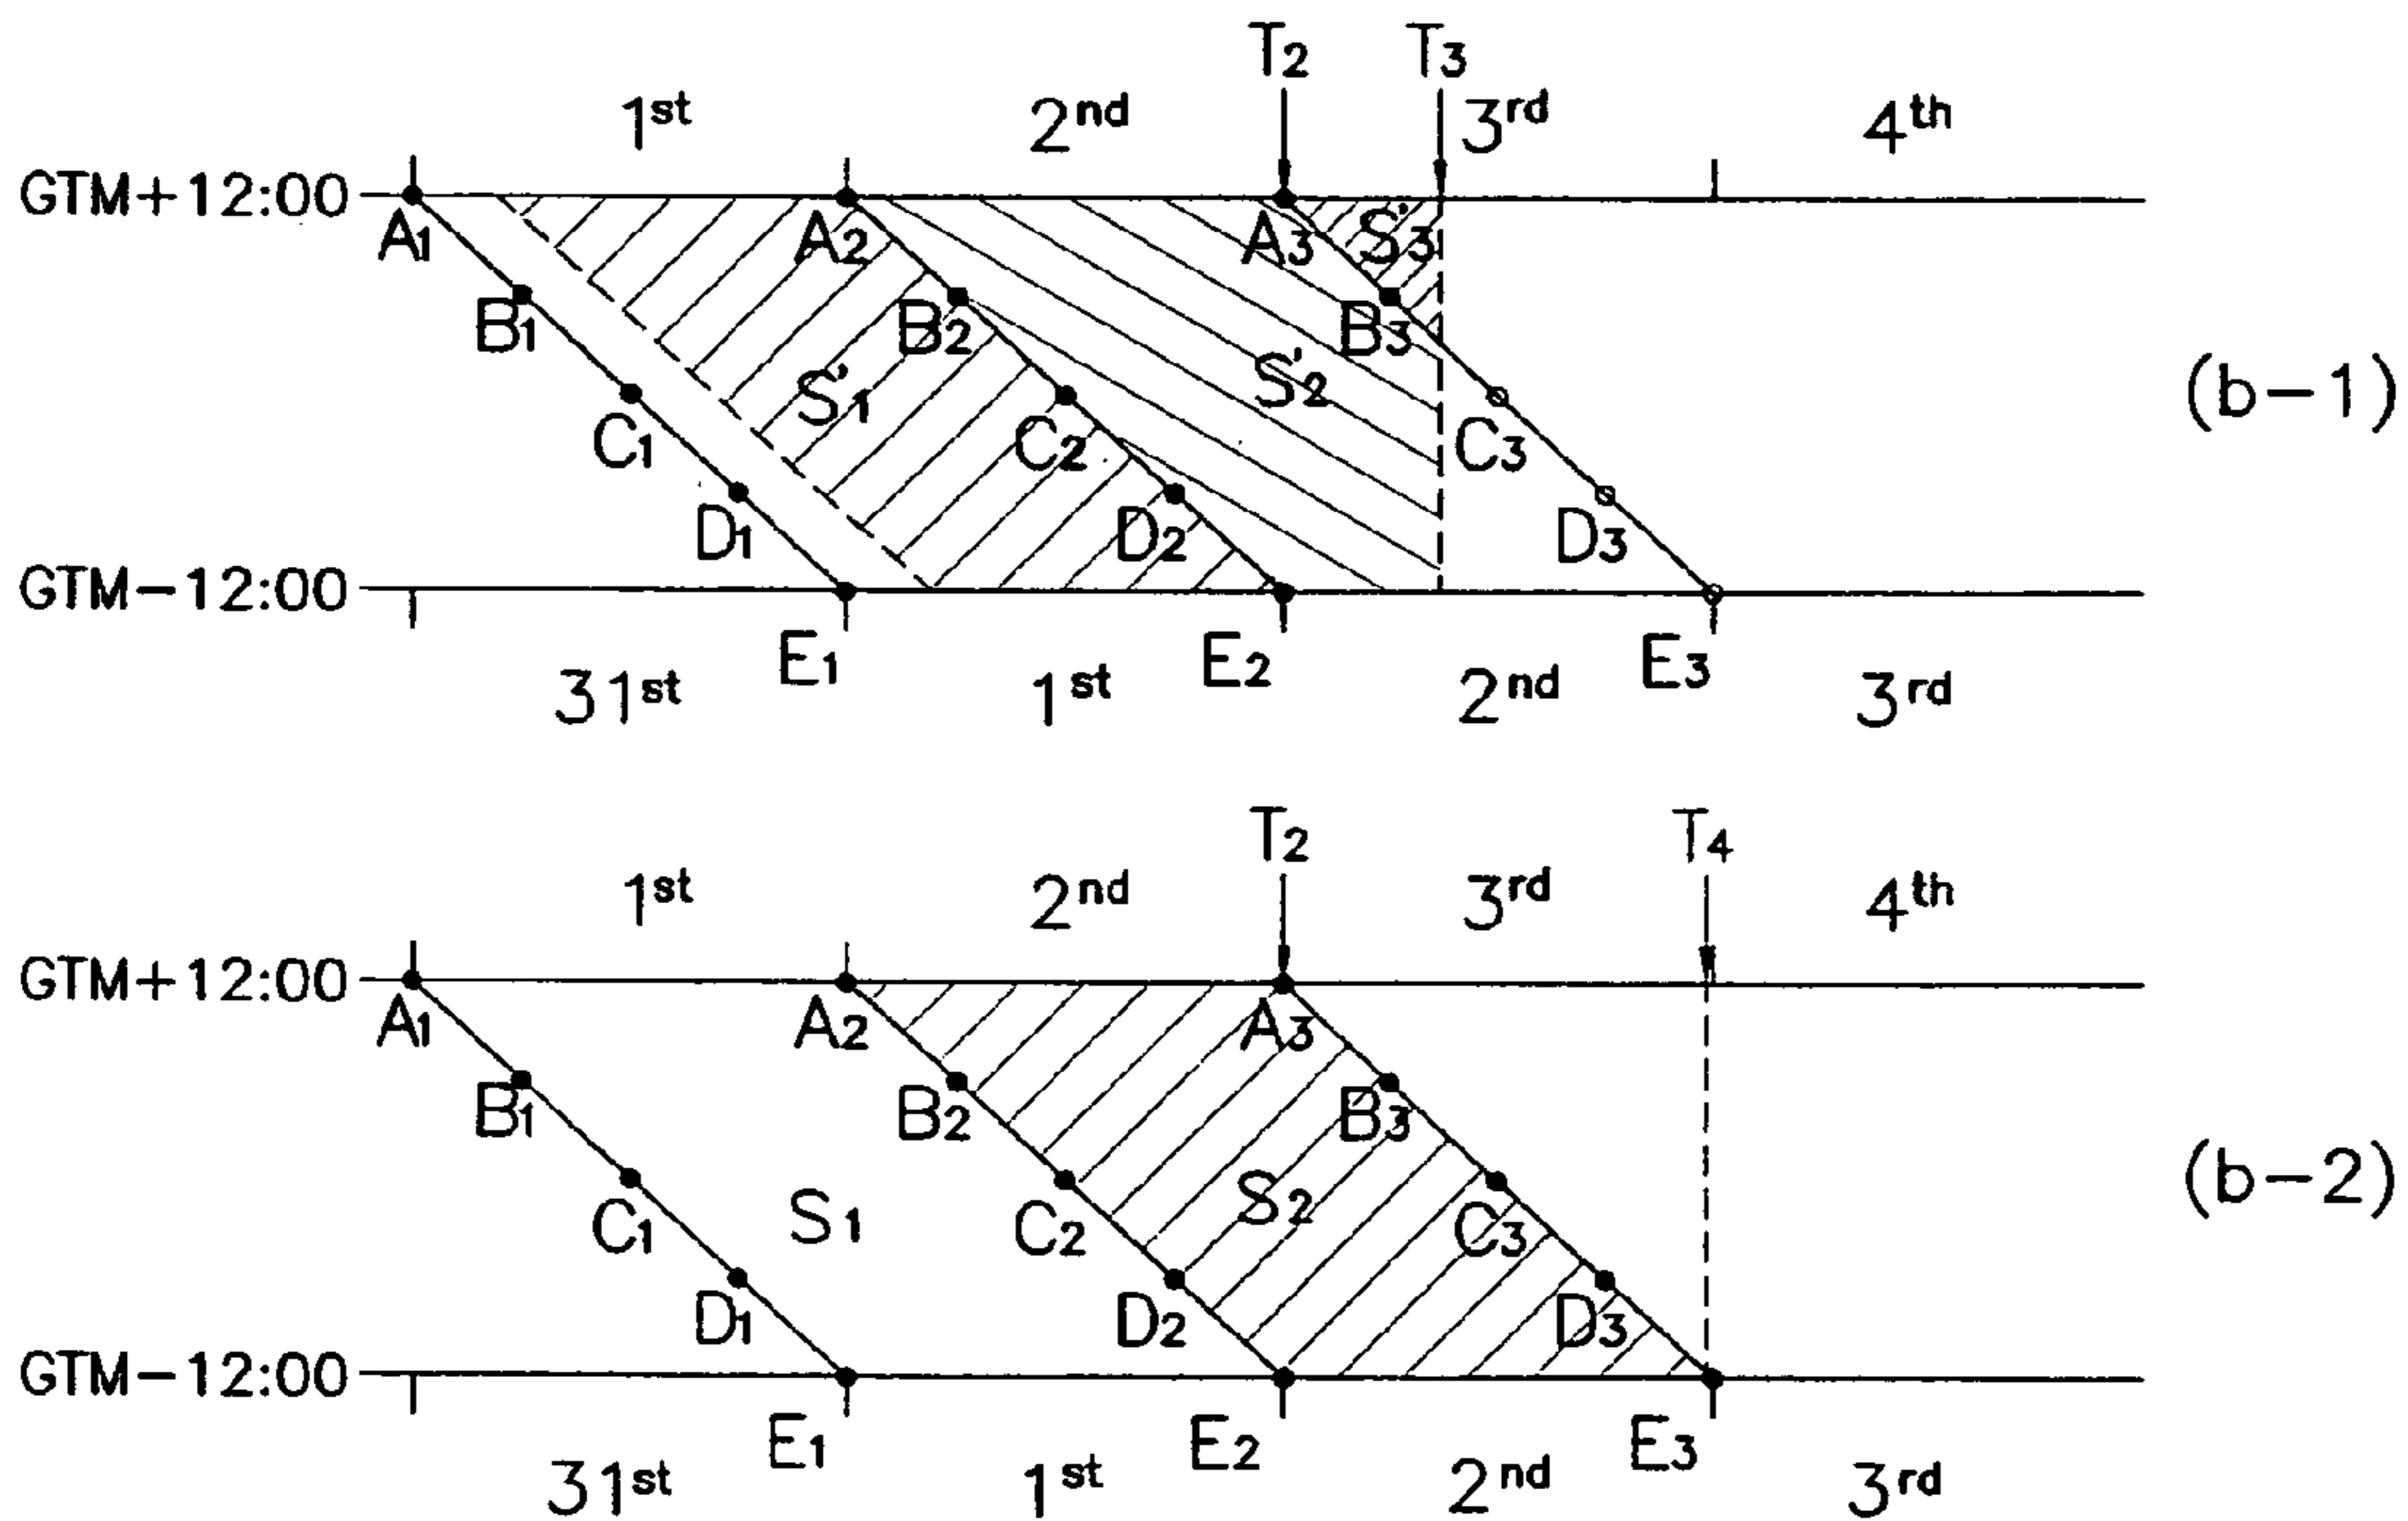 T2 T3
1st 2nd 3rd 4th
GTM+12:00
A1 A2 A3 S'3
B1 B2 B3
S'1 S'2 (b-1)
C1 C2 C3
D1 D2 D3
GTM-12:00
E1 E2 E3
31st 1st 2nd 3rd
T2 T4
1st 2nd 3rd 4th
GTM+12:00
A1 A2 A3
B1 B2 B3
(b-2)
S1 S2
C1 C2 C3
D1 D2 D3
GTM-12:00
E1 E2 E3
31st 1st 2nd 3rd